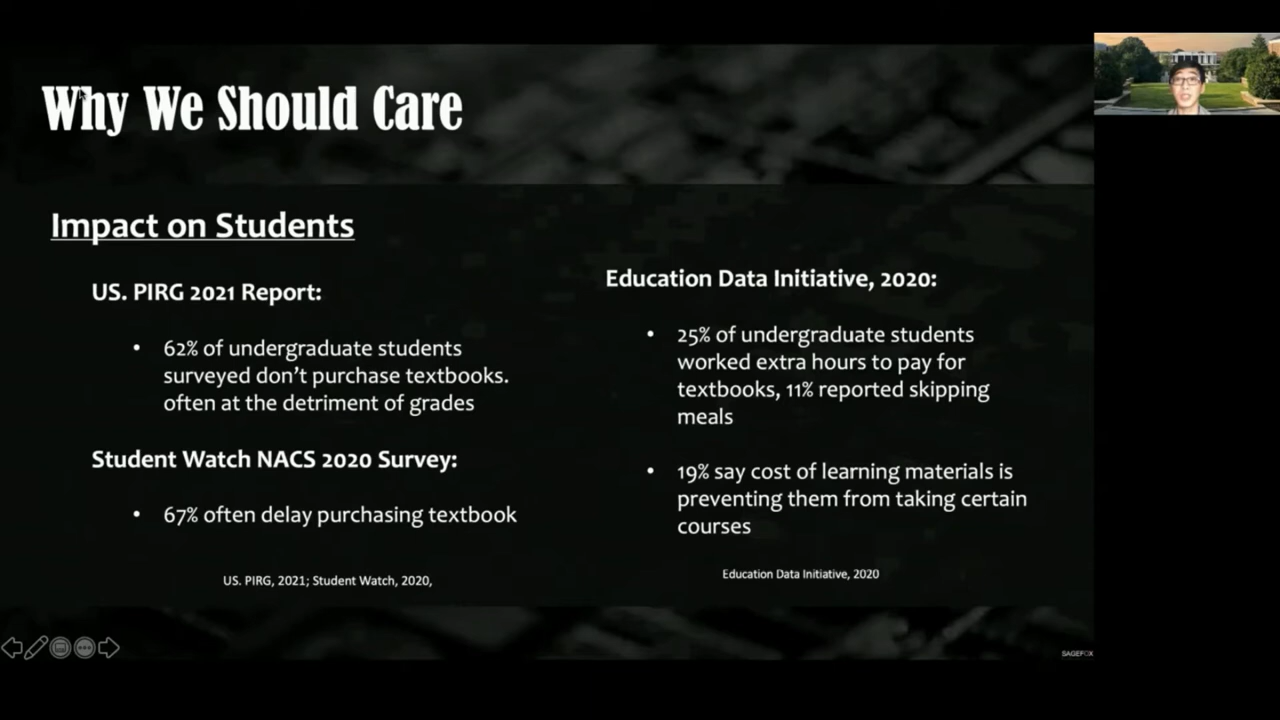 Why We Should Care
Impact on Students
US. PIRG 2021 Report:
• 62% of undergraduate students
surveyed don’t purchase textbooks.
often at the detriment of grades
Student Watch NACS 2020 Survey:
• 67% often delay purchasing textbook
US. PIRG, 2021; Student Watch, 2020,
Education Data Initiative, 2020:
• 25% of undergraduate students
worked extra hours to pay for
textbooks, 11% reported skipping
meals
• 19% say cost of learning materials is
preventing them from taking certain
courses
Education Data Initiative, 2020
SAGEFOX